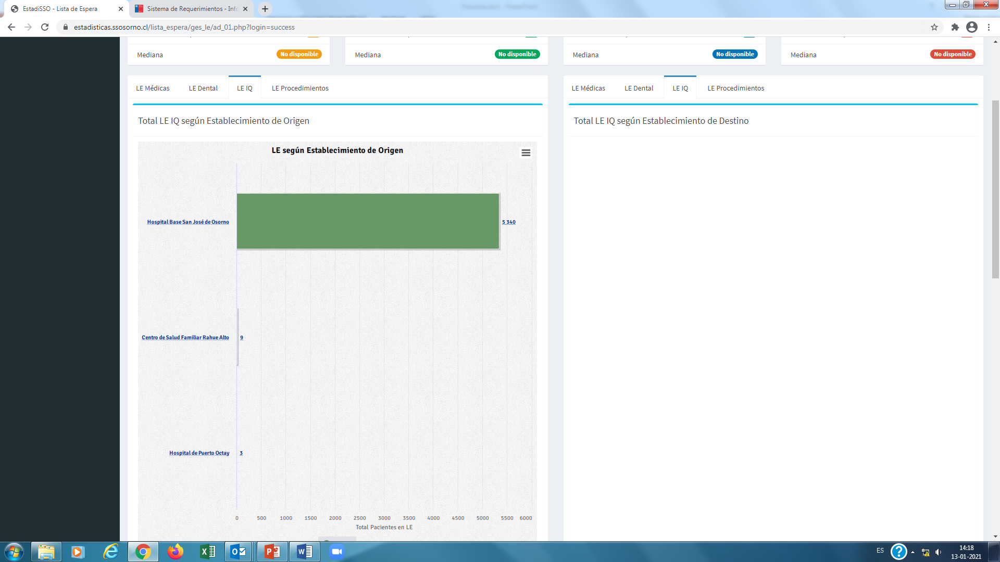 EstadiSSO - Lista de Espera
Sistema de Requerimientos - Info
estadisticas.ssosorno.cl/lista_espera/ges_le/ad_01.php?login=success
Mediana No disponible
Mediana No disponible
Mediana No disponible
Mediana No disponible
LE Médicas LE Dental LE IQ LE Procedimientos
LE Médicas LE Dental LE IQ LE Procedimientos
Total LE IQ según Establecimiento de Origen
Total LE IQ según Establecimiento de Destino
LE según Establecimiento de Origen
Hospital Base San José de Osorno 5 340
Centro de Salud Familiar Rahue Alto 9
Hospital de Puerto Octay 3
0 500 1000 1500 2000 2500 3000 3500 4000 4500 5000 5500 6000
Total Pacientes en LE
ES
14:18
13-01-2021